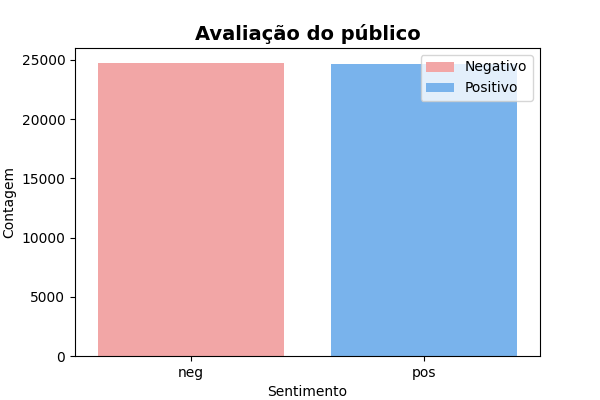 Avaliação do público
25000
20000
15000
10000
5000
0
Contagem
Negativo
Positivo
neg
pos
Sentimento